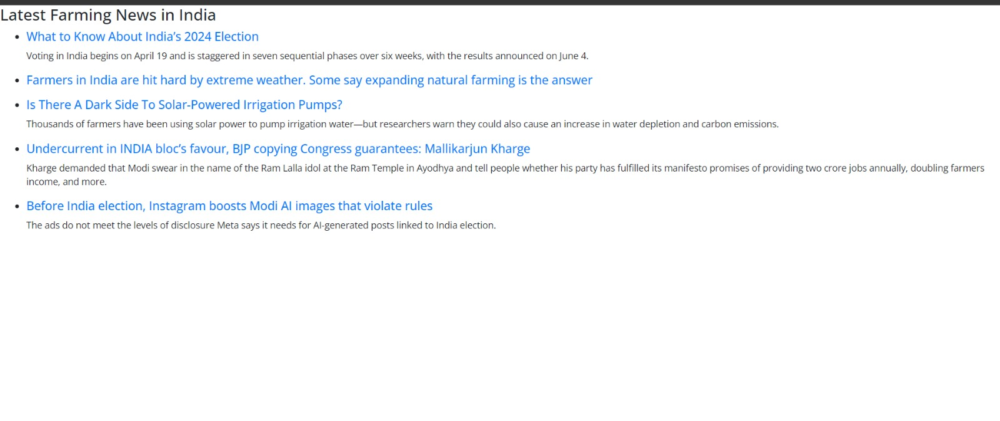 Latest Farming News in India
What to Know About India’s 2024 Election
Voting in India begins on April 19 and is staggered in seven sequential phases over six weeks, with the results announced on June 4.
Farmers in India are hit hard by extreme weather. Some say expanding natural farming is the answer
Is There A Dark Side To Solar-Powered Irrigation Pumps?
Thousands of farmers have been using solar power to pump irrigation water—but researchers warn they could also cause an increase in water depletion and carbon emissions.
Undercurrent in INDIA bloc’s favour, BJP copying Congress guarantees: Mallikarjun Kharge
Kharge demanded that Modi swear in the name of the Ram Lalla idol at the Ram Temple in Ayodhya and tell people whether his party has fulfilled its manifesto promises of providing two crore jobs annually, doubling farmers
income, and more.
Before India election, Instagram boosts Modi AI images that violate rules
The ads do not meet the levels of disclosure Meta says it needs for AI-generated posts linked to India election.